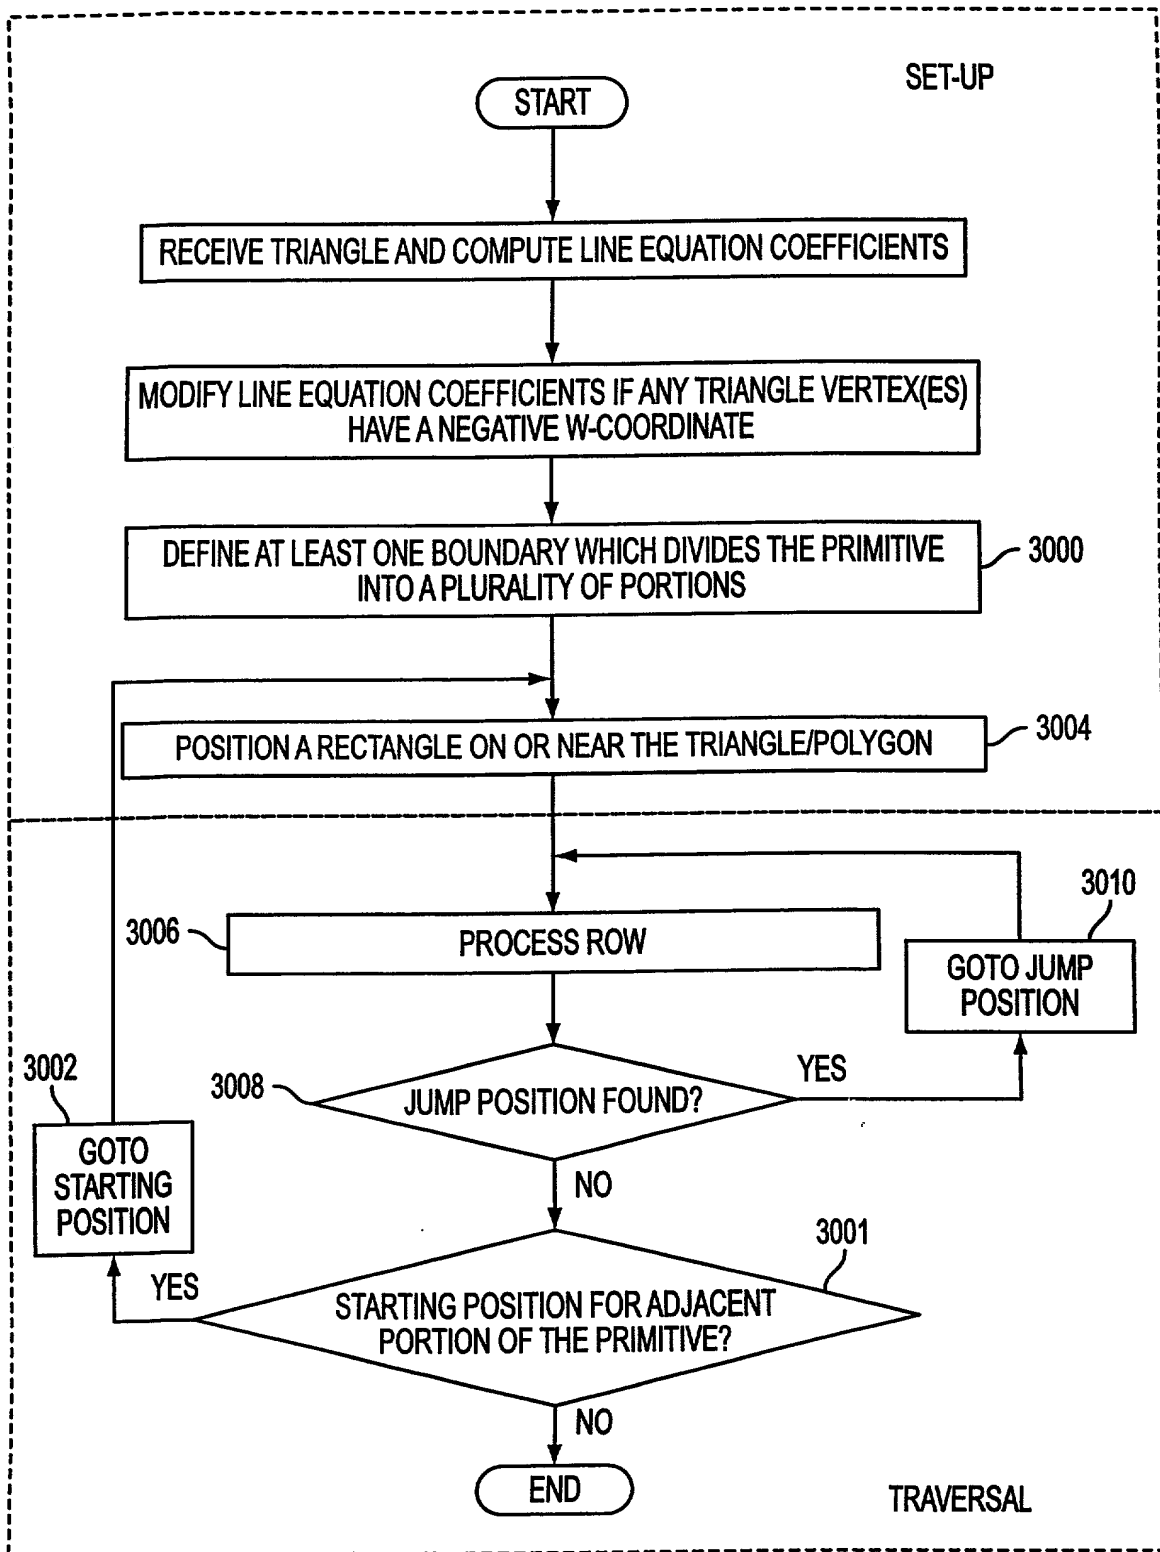 SET-UP
START
RECEIVE TRIANGLE AND COMPUTE LINE EQUATION COEFFICIENTS
MODIFY LINE EQUATION COEFFICIENTS IF ANY TRIANGLE VERTEX(ES)
HAVE A NEGATIVE W-COORDINATE
DEFINE AT LEAST ONE BOUNDARY WHICH DIVIDES THE PRIMITIVE
INTO A PLURALITY OF PORTIONS
3000
POSITION A RECTANGLE ON OR NEAR THE TRIANGLE/POLYGON
3004
3006
PROCESS ROW
3010
GOTO JUMP
POSITION
3008
JUMP POSITION FOUND?
YES
3002
GOTO
STARTING
POSITION
NO
3001
YES
STARTING POSITION FOR ADJACENT
PORTION OF THE PRIMITIVE?
NO
END
TRAVERSAL